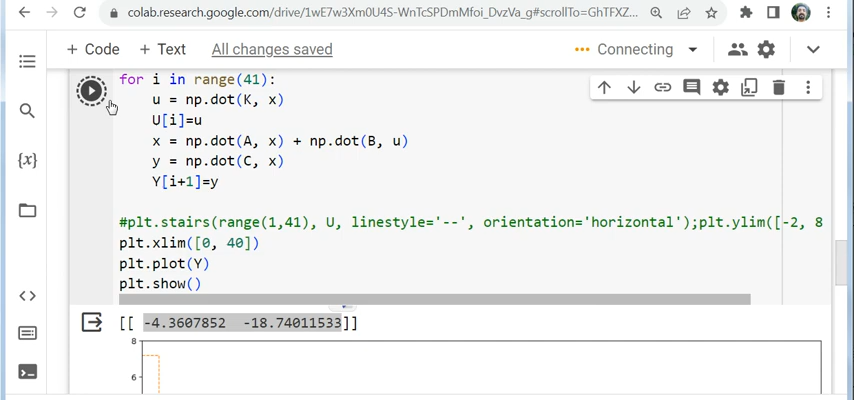 colab.research.google.com/drive/1wE7w3Xm0U4S-WnTcSPDmMfoi_DvzVa_g#scrollTo=GhTFXZ...
+ Code + Text All changes saved ••• Connecting
for i in range(41):
u = np.dot(K, x)
U[i]=u
x = np.dot(A, x) + np.dot(B, u)
y = np.dot(C, x)
{x}
Y[i+1]=y
#plt.stairs(range(1,41), U, linestyle='--', orientation='horizontal');plt.ylim([-2, 8
plt.xlim([0, 40])
plt.plot(Y)
plt.show()
[[ -4.3607852 -18.74011533]]
8
6